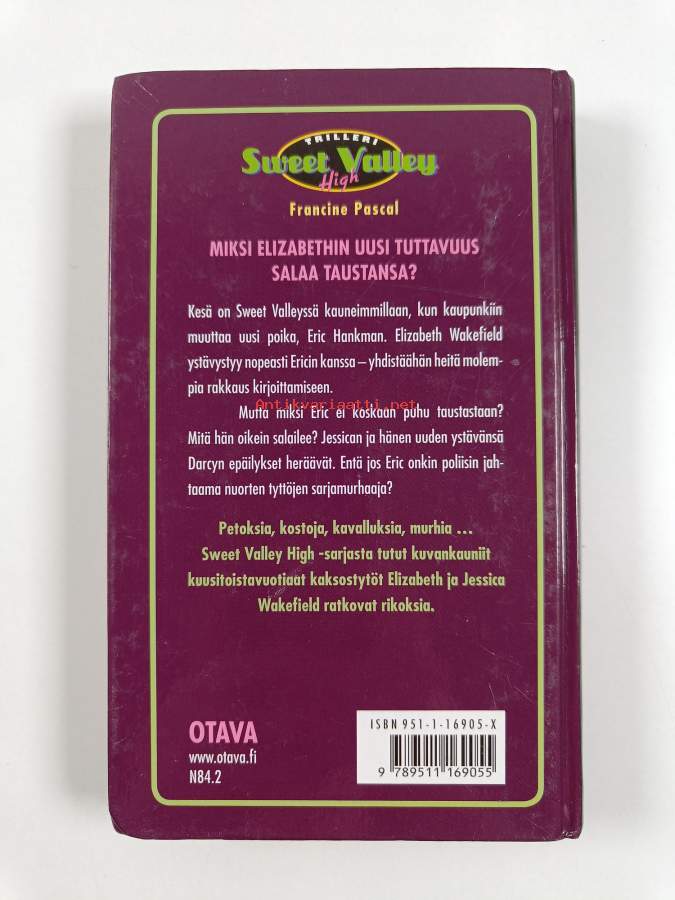 TRILLERI
Sweet Valley
High
Francine Pascal
MIKSI ELIZABETHIN UUSI TUTTAVUUS
SALAA TAUSTANSA?
Kesä on Sweet Valleyssä kauneimmillaan, kun kaupunkiin
muuttaa uusi poika, Eric Hankman. Elizabeth Wakefield
ystävystyy nopeasti Ericin kanssa – yhdistäähän heitä molem-
pia rakkaus kirjoittamiseen.
Antikvariaatti.net
Mutta miksi Eric ei koskaan puhu taustastaan?
Mitä hän oikein salailee? Jessican ja hänen uuden ystävänsä
Darcyn epäilykset heräävät. Entä jos Eric onkin poliisin jah-
taama nuorten tyttöjen sarjamurhaaja?
Petoksia, kostoja, kavalluksia, murhia ...
Sweet Valley High -sarjasta tutut kuvankauniit
kuusitoistavuotiaat kaksostytöt Elizabeth ja Jessica
Wakefield ratkovat rikoksia.
OTAVA
www.otava.fi
N84.2
ISBN 951-1-16905-X
9 789511 169055